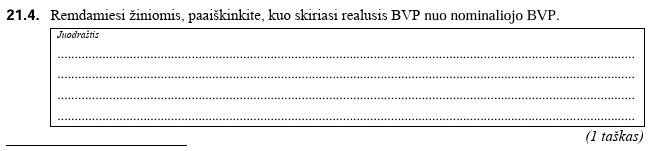 21.4. Remdamiesi žiniomis, paaiškinkite, kuo skiriasi realusis BVP nuo nominaliojo BVP.
Juodraštis
(1 taškas)